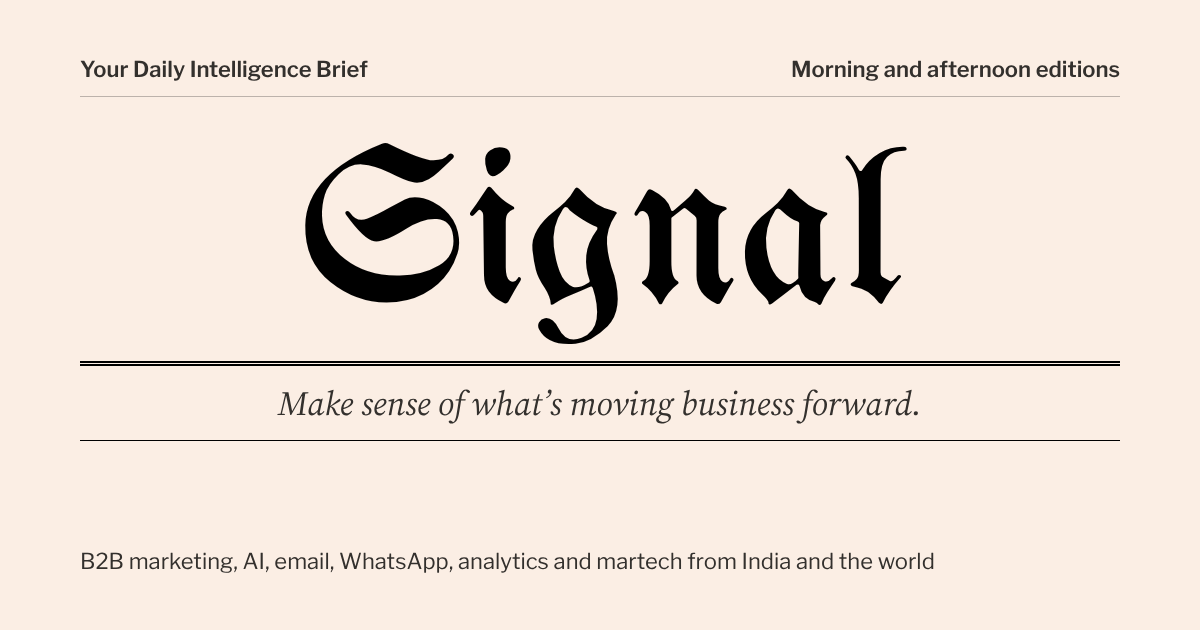 Your Daily Intelligence Brief
Morning and afternoon editions
Signal
Make sense of what’s moving business forward.
B2B marketing, AI, email, WhatsApp, analytics and martech from India and the world